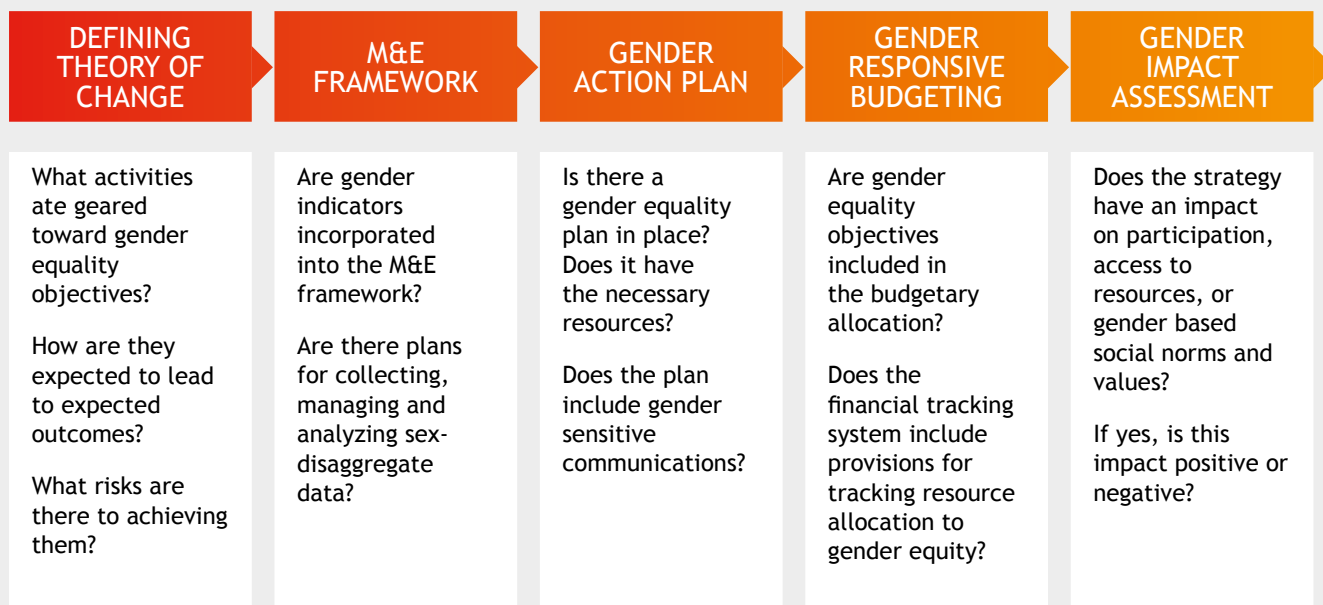 DEFINING
THEORY OF
CHANGE
M&E
FRAMEWORK
GENDER
ACTION PLAN
GENDER
RESPONSIVE
BUDGETING
GENDER
IMPACT
ASSESSMENT
What activities
ate geared
toward gender
equality
objectives?
How are they
expected to lead
to expected
outcomes?
What risks are
there to achieving
them?
Are gender
indicators
incorporated
into the M&E
framework?
Are there plans
for collecting,
managing and
analyzing sex-
disaggregate
data?
Is there a
gender equality
plan in place?
Does it have
the necessary
resources?
Does the plan
include gender
sensitive
communications?
Are gender
equality
objectives
included in
the budgetary
allocation?
Does the
financial tracking
system include
provisions for
tracking resource
allocation to
gender equity?
Does the strategy
have an impact
on participation,
access to
resources, or
gender based
social norms and
values?
If yes, is this
impact positive or
negative?